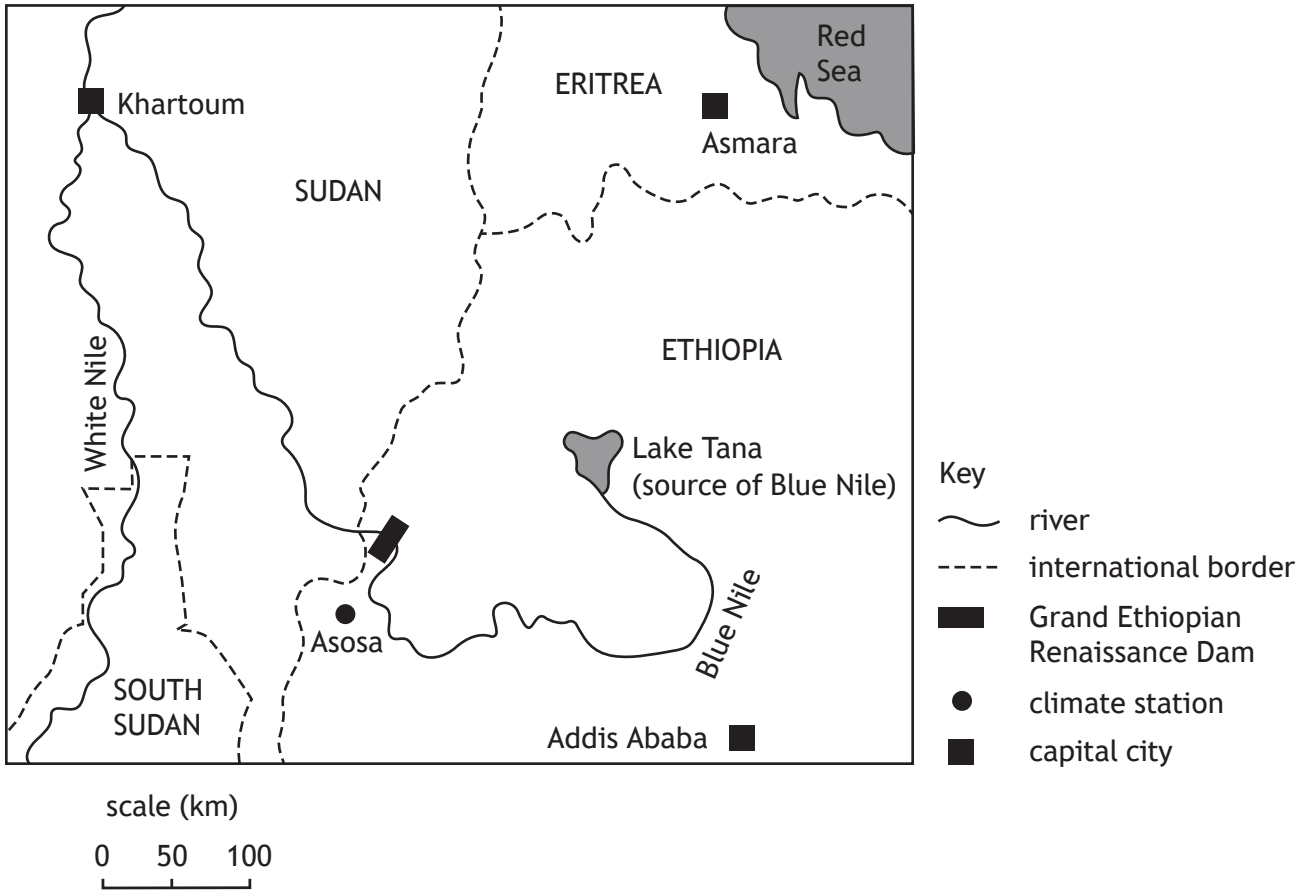 Red
Sea
ERITREA
Khartoum
Asmara
SUDAN
ETHIOPIA
White Nile
Lake Tana
(source of Blue Nile)
Blue Nile
Asosa
SOUTH
SUDAN
Addis Ababa
Key
river
international border
Grand Ethiopian
Renaissance Dam
climate station
capital city
scale (km)
0 50 100